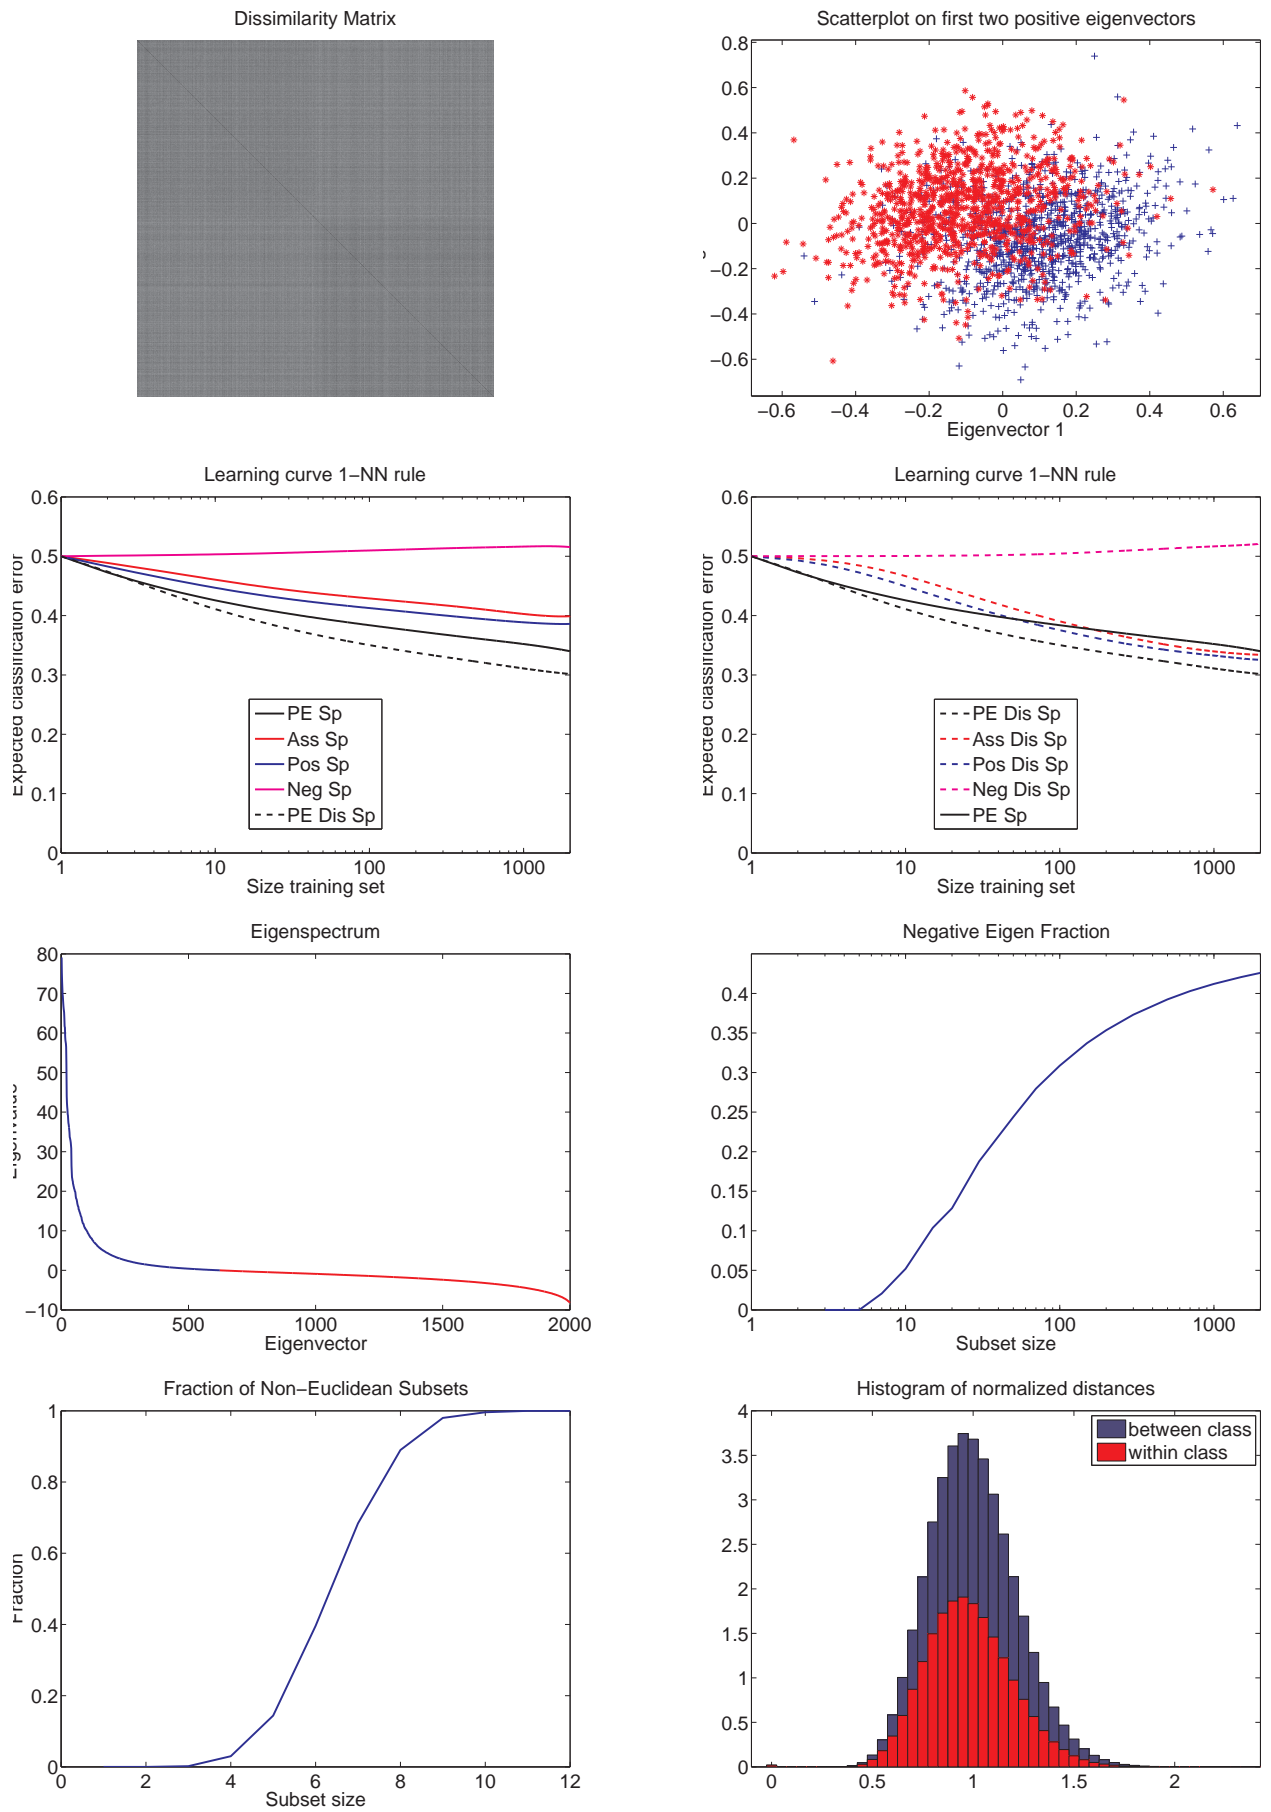 Dissimilarity Matrix
Scatterplot on first two positive eigenvectors
0.8
0.6
0.4
0.2
0
−0.2
−0.4
−0.6
−0.6 −0.4 −0.2 0 0.2 0.4 0.6
Eigenvector 1
Learning curve 1−NN rule
0.6
0.5
0.4
0.3
0.2
0.1
0
Expected classification error
PE Sp
Ass Sp
Pos Sp
Neg Sp
PE Dis Sp
1 10 100 1000
Size training set
Learning curve 1−NN rule
0.6
0.5
0.4
0.3
0.2
0.1
0
Expected classification error
PE Dis Sp
Ass Dis Sp
Pos Dis Sp
Neg Dis Sp
PE Sp
1 10 100 1000
Size training set
Eigenspectrum
80
70
60
50
40
30
20
10
0
−10
Eigenvalue
0 500 1000 1500 2000
Eigenvector
Negative Eigen Fraction
0.4
0.35
0.3
0.25
0.2
0.15
0.1
0.05
0
1 10 100 1000
Subset size
Fraction of Non−Euclidean Subsets
1
0.8
0.6
0.4
0.2
0
Fraction
0 2 4 6 8 10 12
Subset size
Histogram of normalized distances
4
3.5
3
2.5
2
1.5
1
0.5
0
between class
within class
0 0.5 1 1.5 2